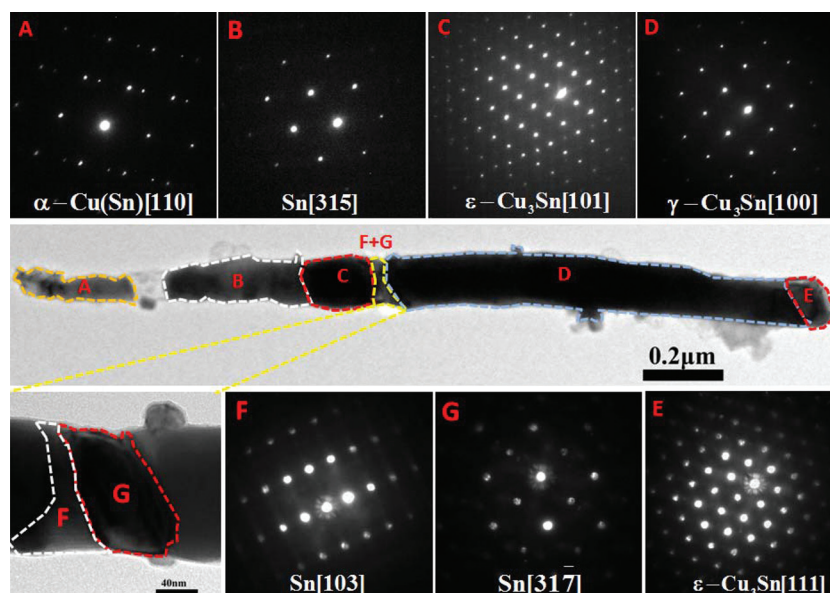 A
B
C
D
α−Cu(Sn)[110]
Sn[315]
ε−Cu₃Sn[101]
γ−Cu₃Sn[100]
F+G
A
B
C
D
E
0.2μm
F
G
E
F
G
40nm
Sn[103]
Sn[317̄]
ε−Cu₃Sn[111]